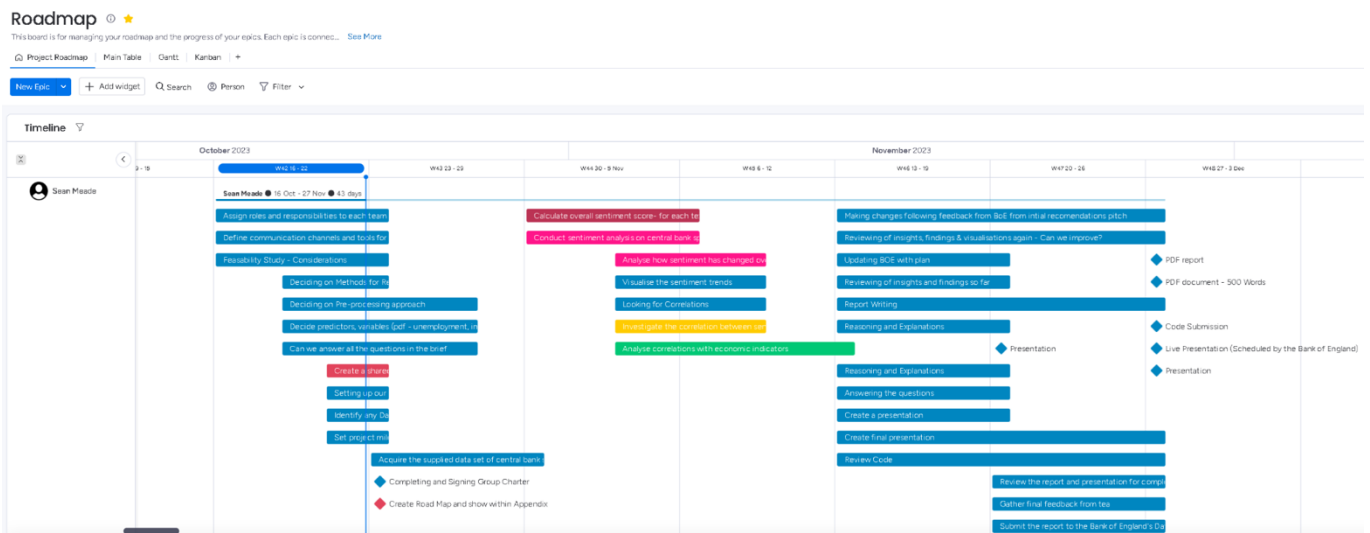 Roadmap
This board is for managing your roadmap and the progress of your epics. Each epic is connec... See More
Project Roadmap Main Table Gantt Kanban +
New Epic Add widget Search Person Filter
Timeline
October 2023 November 2023
9 - 15 W42 16 - 22 W43 23 - 29 W44 30 - 5 Nov W45 6 - 12 W46 13 - 19 W47 20 - 26 W48 27 - 3 Dec
Sean Meade
Sean Meade ● 16 Oct - 27 Nov ● 43 days
Assign roles and responsibilities to each team Calculate overall sentiment score- for each te Making changes following feedback from BoE from intial recomendations pitch
Define communication channels and tools for Conduct sentiment analysis on central bank sp Reviewing of insights, findings & visualisations again - Can we improve?
Feasability Study - Considerations Analyse how sentiment has changed ov Updating BOE with plan PDF report
Deciding on Methods for Re Visualise the sentiment trends Reviewing of insights and findings so far PDF document - 500 Words
Deciding on Pre-processing approach Looking for Correlations Report Writing
Decide predictors, variables (pdf - unemployment, in Investigate the correlation between sen Reasoning and Explanations Code Submission
Can we answer all the questions in the brief Analyse correlations with economic indicators Presentation Live Presentation (Scheduled by the Bank of England)
Create a shared Reasoning and Explanations Presentation
Setting up our Answering the questions
Identify any Da Create a presentation
Set project mile Create final presentation
Acquire the supplied data set of central bank Review Code
Completing and Signing Group Charter Review the report and presentation for compl
Create Road Map and show within Appendix Gather final feedback from tea
Submit the report to the Bank of England's Da